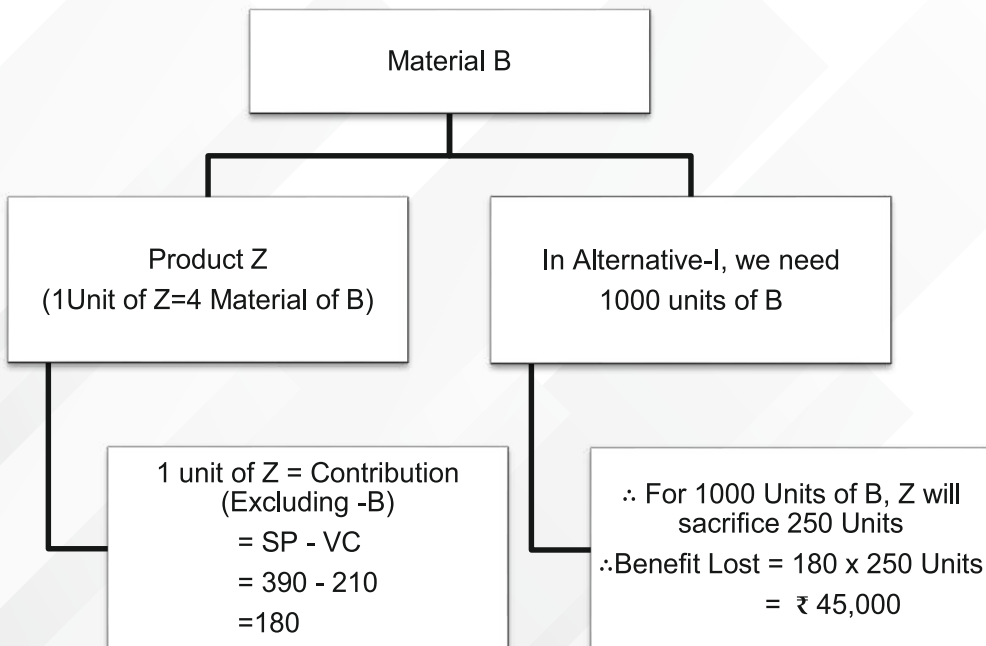 Material B
Product Z
(1Unit of Z=4 Material of B)
In Alternative-I, we need
1000 units of B
1 unit of Z = Contribution
(Excluding -B)
= SP - VC
= 390 - 210
=180
∴ For 1000 Units of B, Z will
sacrifice 250 Units
∴Benefit Lost = 180 x 250 Units
= ₹ 45,000